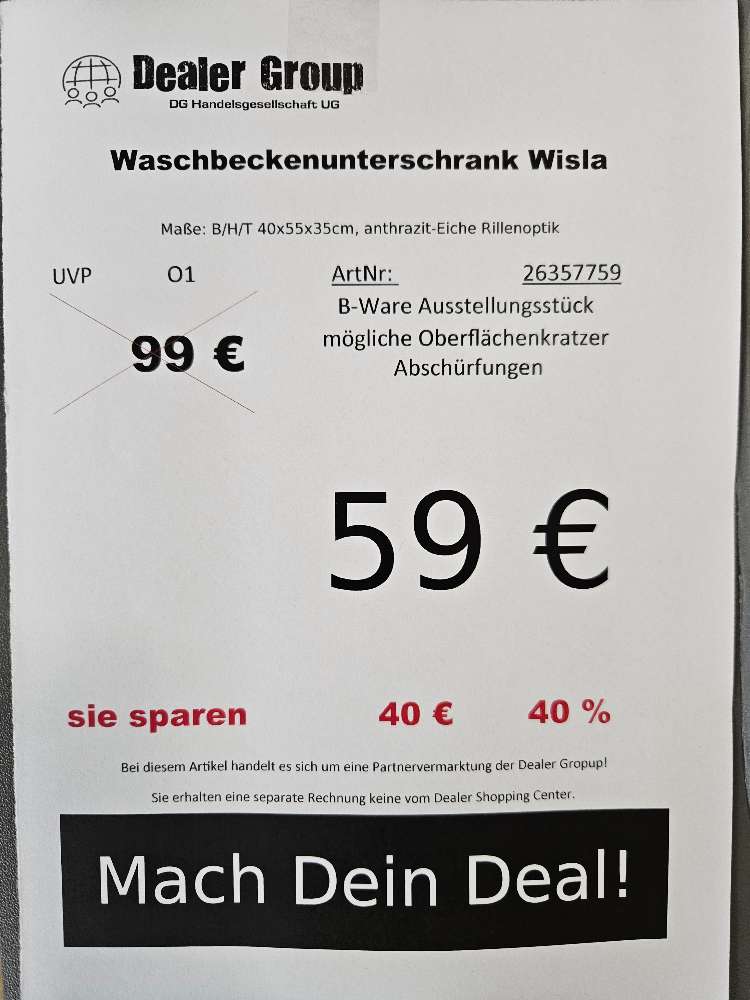 Dealer Group
DG Handelsgesellschaft UG
Waschbeckenunterschrank Wisla
Maße: B/H/T 40x55x35cm, anthrazit-Eiche Rillenoptik
UVP O1 ArtNr: 26357759
B-Ware Ausstellungsstück
99 € mögliche Oberflächenkratzer
Abschürfungen
59 €
sie sparen 40 € 40 %
Bei diesem Artikel handelt es sich um eine Partnervermarktung der Dealer Gropup!
Sie erhalten eine separate Rechnung keine vom Dealer Shopping Center.
Mach Dein Deal!